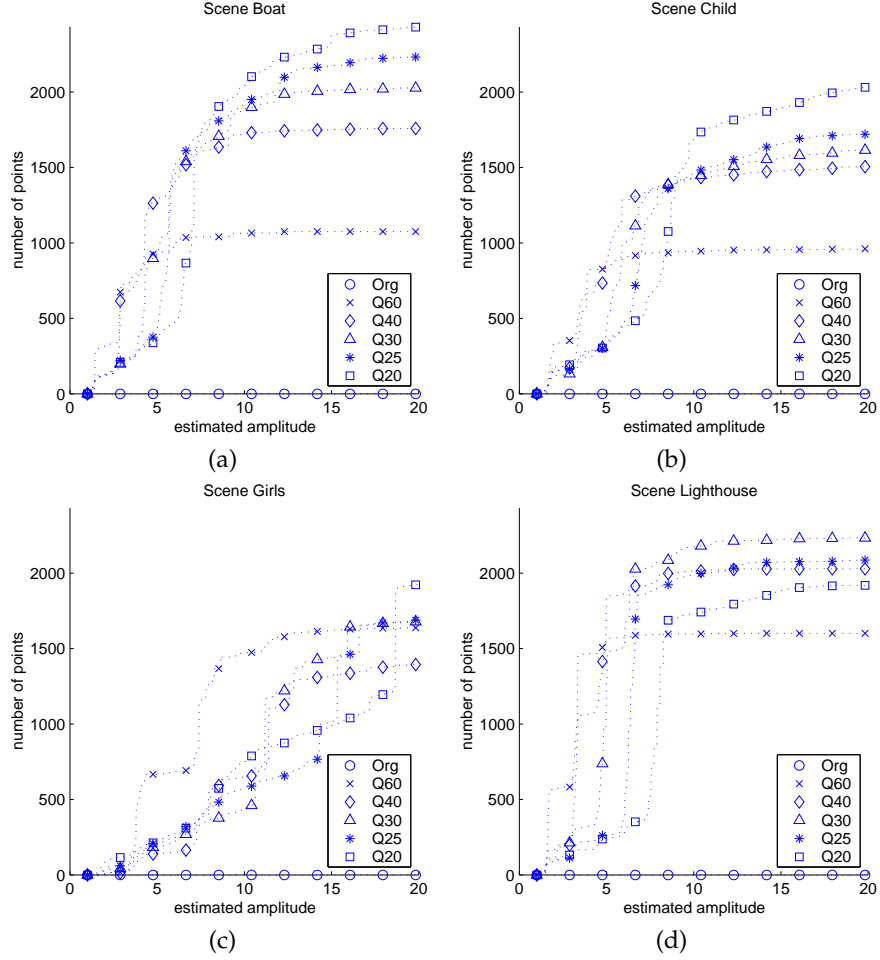 Scene Boat
number of points
2000
1500
1000
500
0
0 5 10 15 20
estimated amplitude
Org
Q60
Q40
Q30
Q25
Q20
(a)
Scene Child
number of points
2000
1500
1000
500
0
0 5 10 15 20
estimated amplitude
Org
Q60
Q40
Q30
Q25
Q20
(b)
Scene Girls
number of points
2000
1500
1000
500
0
0 5 10 15 20
estimated amplitude
Org
Q60
Q40
Q30
Q25
Q20
(c)
Scene Lighthouse
number of points
2000
1500
1000
500
0
0 5 10 15 20
estimated amplitude
Org
Q60
Q40
Q30
Q25
Q20
(d)